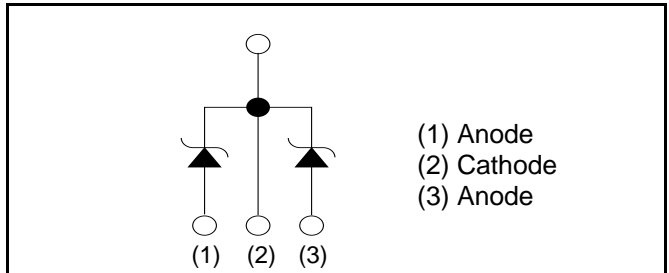 (1) Anode
(2) Cathode
(3) Anode
(1) (2) (3)